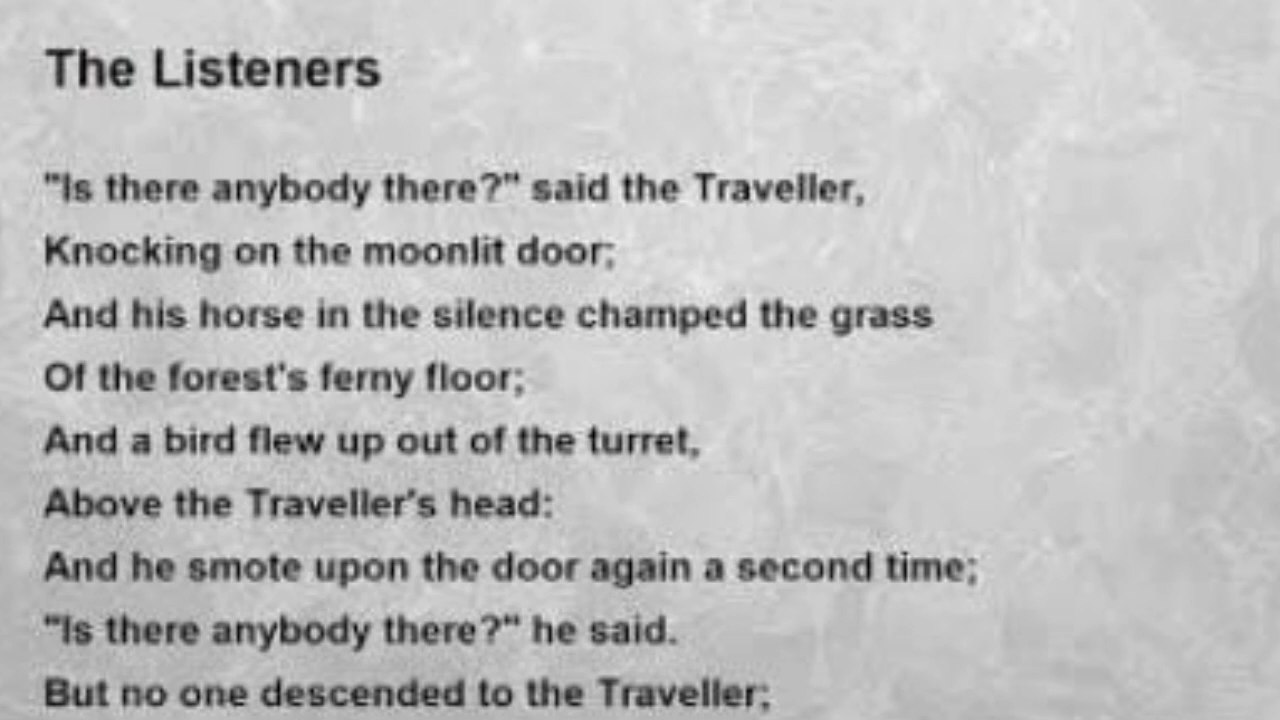 The Listeners
"Is there anybody there?" said the Traveller,
Knocking on the moonlit door;
And his horse in the silence champed the grass
Of the forest's ferny floor;
And a bird flew up out of the turret,
Above the Traveller's head:
And he smote upon the door again a second time;
"Is there anybody there?" he said.
But no one descended to the Traveller;